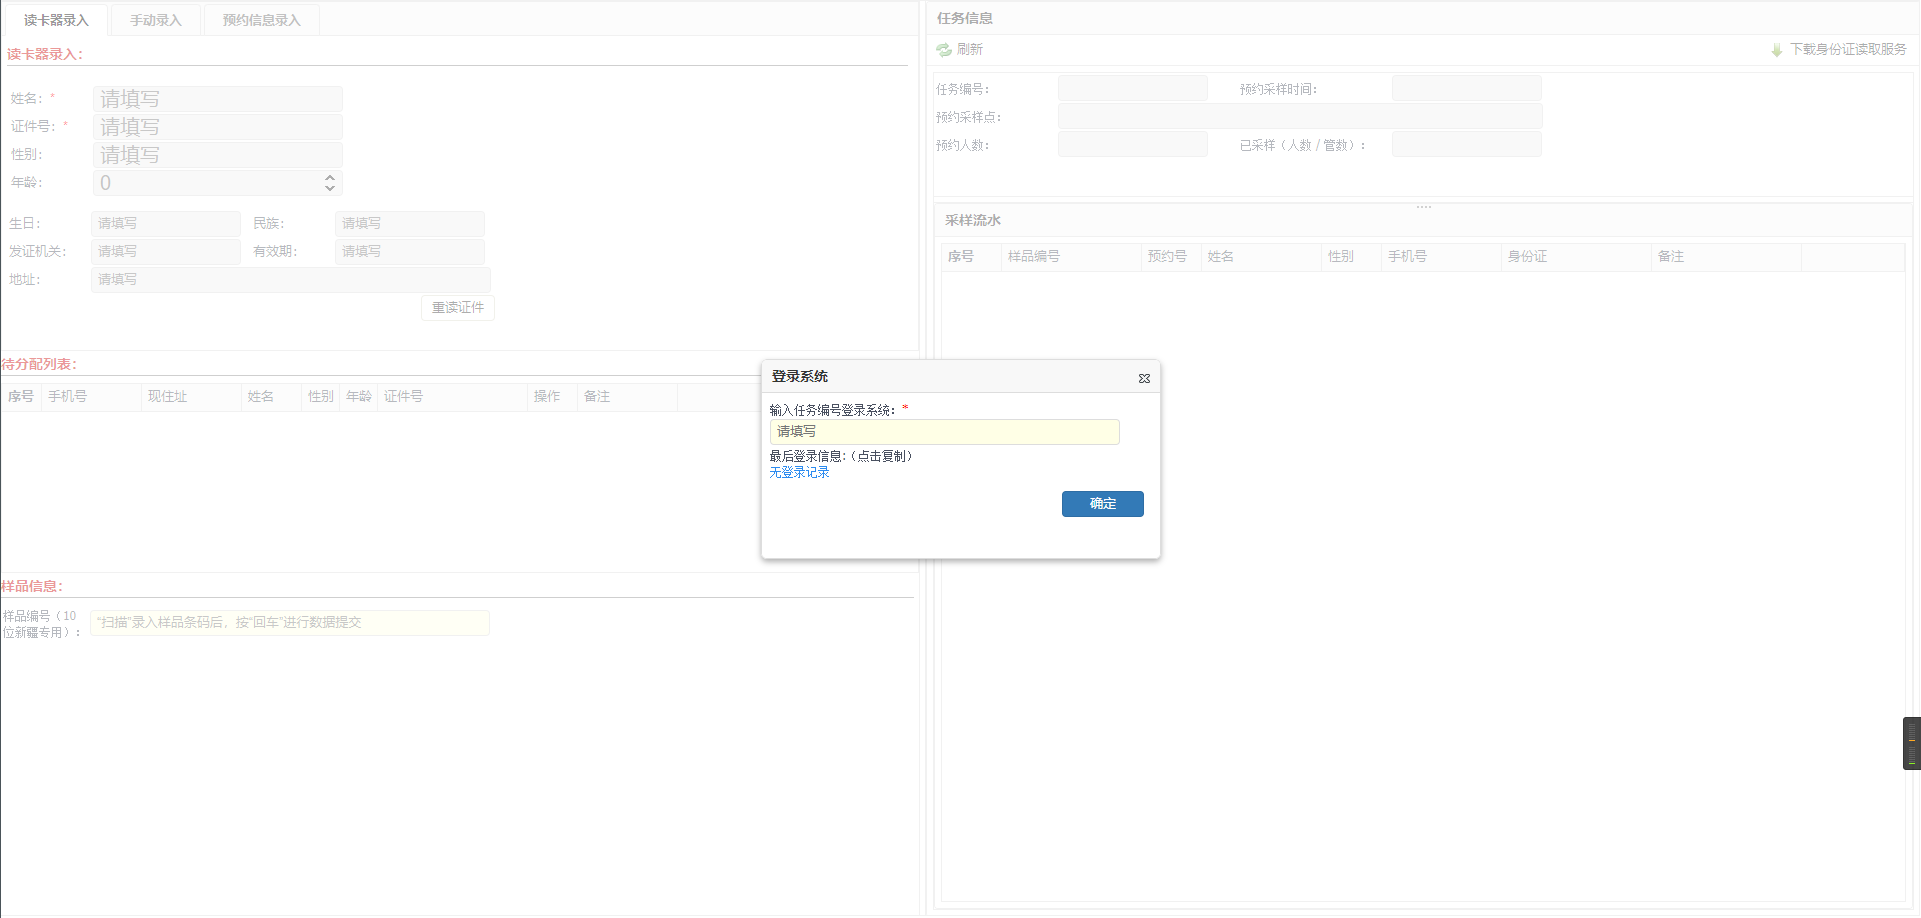 读卡器录入 手动录入 预约信息录入
读卡器录入：
姓名：* 请填写
证件号：* 请填写
性别: 请填写
年龄: 0
生日: 请填写 民族: 请填写
发证机关: 请填写 有效期: 请填写
地址: 请填写
重读证件
待分配列表：
序号 手机号 现住址 姓名 性别 年龄 证件号 操作 备注
样品信息：
样品编号（10
位新疆专用）： “扫描”录入样品条码后，按“回车”进行数据提交
任务信息
刷新 下载身份证读取服务
任务编号： 预约采样时间：
预约采样点：
预约人数： 已采样（人数 / 管数）：
采样流水
序号 样品编号 预约号 姓名 性别 手机号 身份证 备注
登录系统
输入任务编号登录系统：*
请填写
最后登录信息:（点击复制）
无登录记录
确定